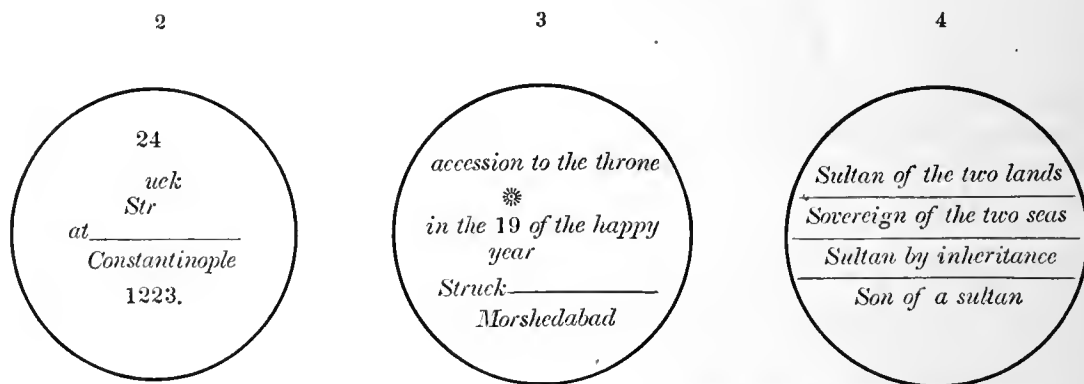 2
3
4
24
uck
Str
at
Constantinople
1223.
accession to the throne
in the 19 of the happy
year
Struck
Morshedabad
Sultan of the two lands
Sovereign of the two seas
Sultan by inheritance
Son of a sultan